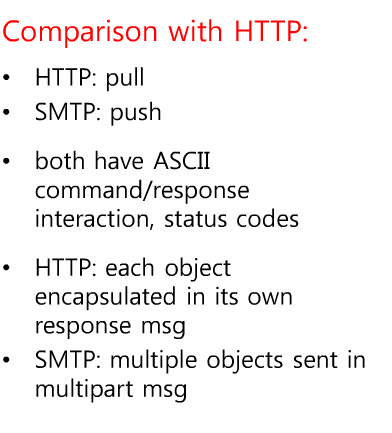 Comparison with HTTP:
• HTTP: pull
• SMTP: push
• both have ASCII
command/response
interaction, status codes
• HTTP: each object
encapsulated in its own
response msg
• SMTP: multiple objects sent in
multipart msg